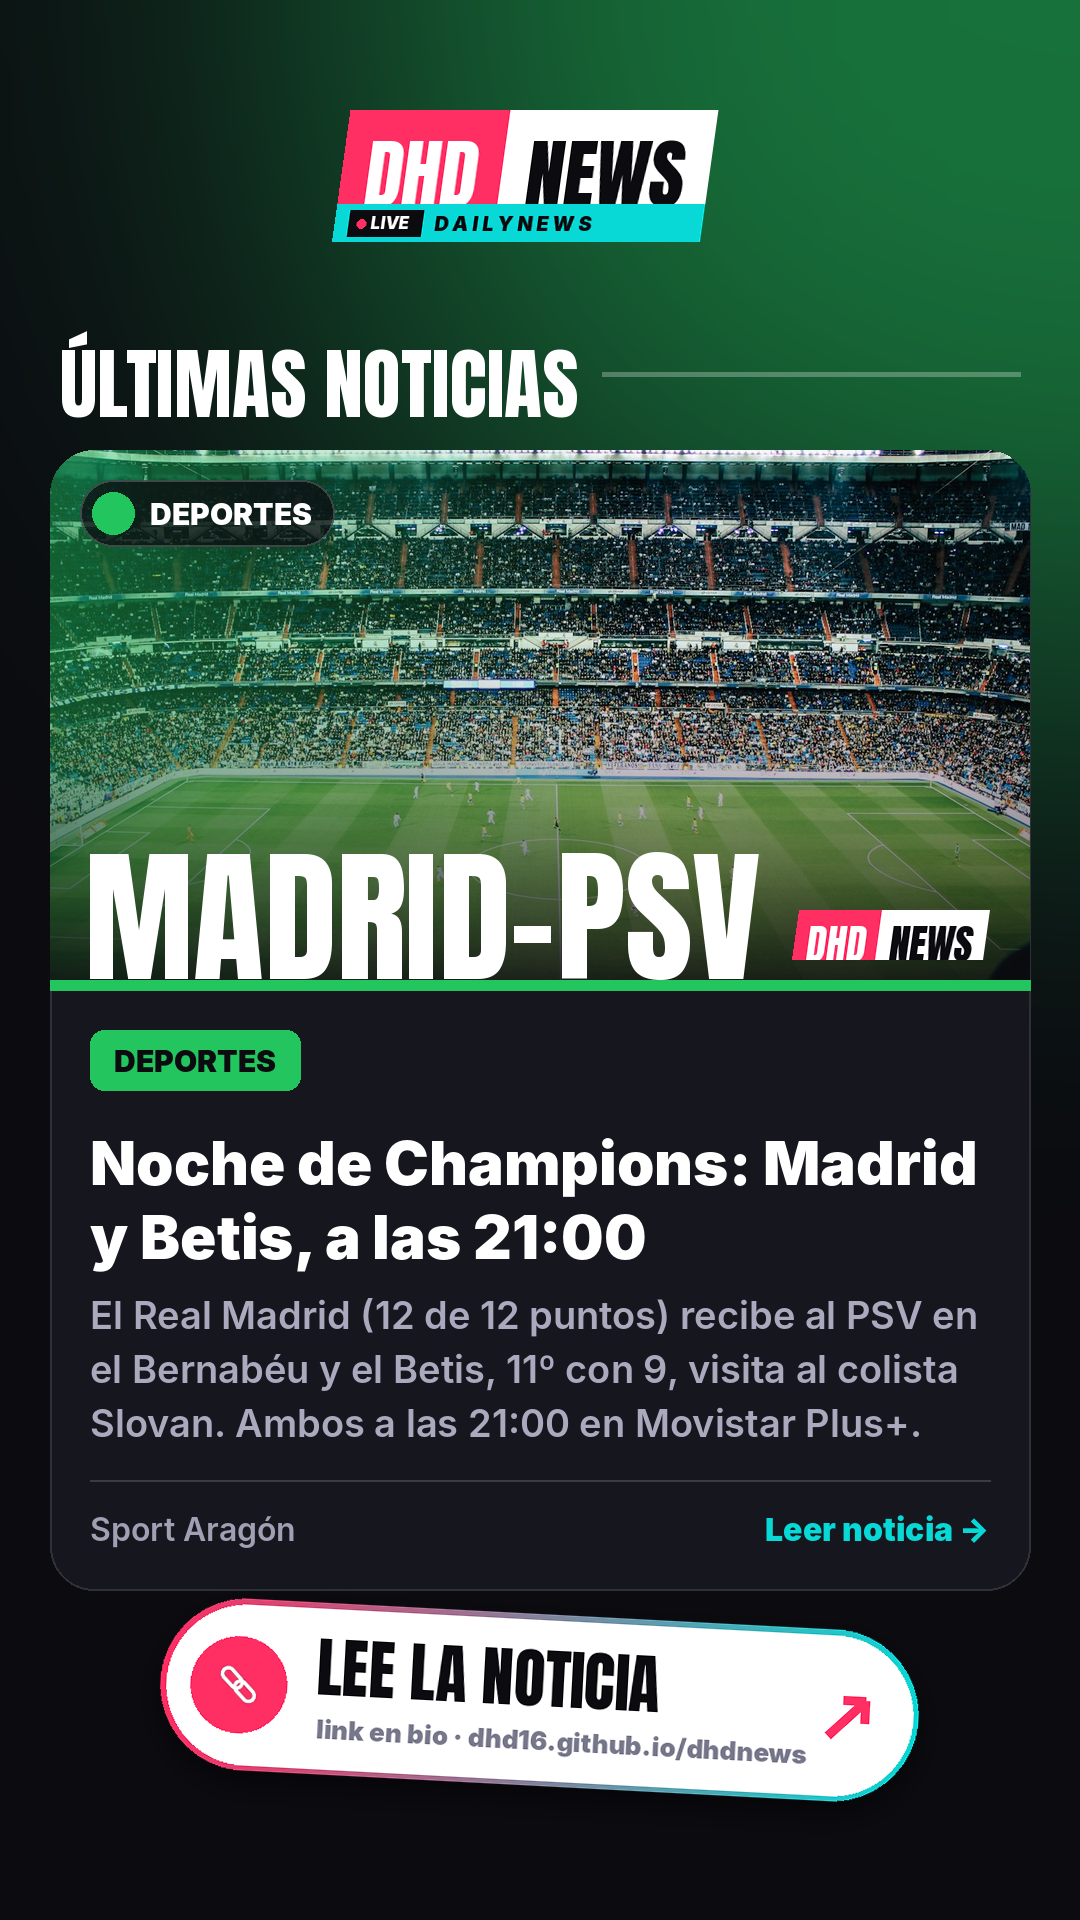 DHD NEWS
LIVE DAILYNEWS
ÚLTIMAS NOTICIAS
DEPORTES
MADRID-PSV
DHD NEWS
DEPORTES
Noche de Champions: Madrid
y Betis, a las 21:00
El Real Madrid (12 de 12 puntos) recibe al PSV en
el Bernabéu y el Betis, 11º con 9, visita al colista
Slovan. Ambos a las 21:00 en Movistar Plus+.
Sport Aragón
Leer noticia →
LEE LA NOTICIA
link en bio · dhd16.github.io/dhdnews